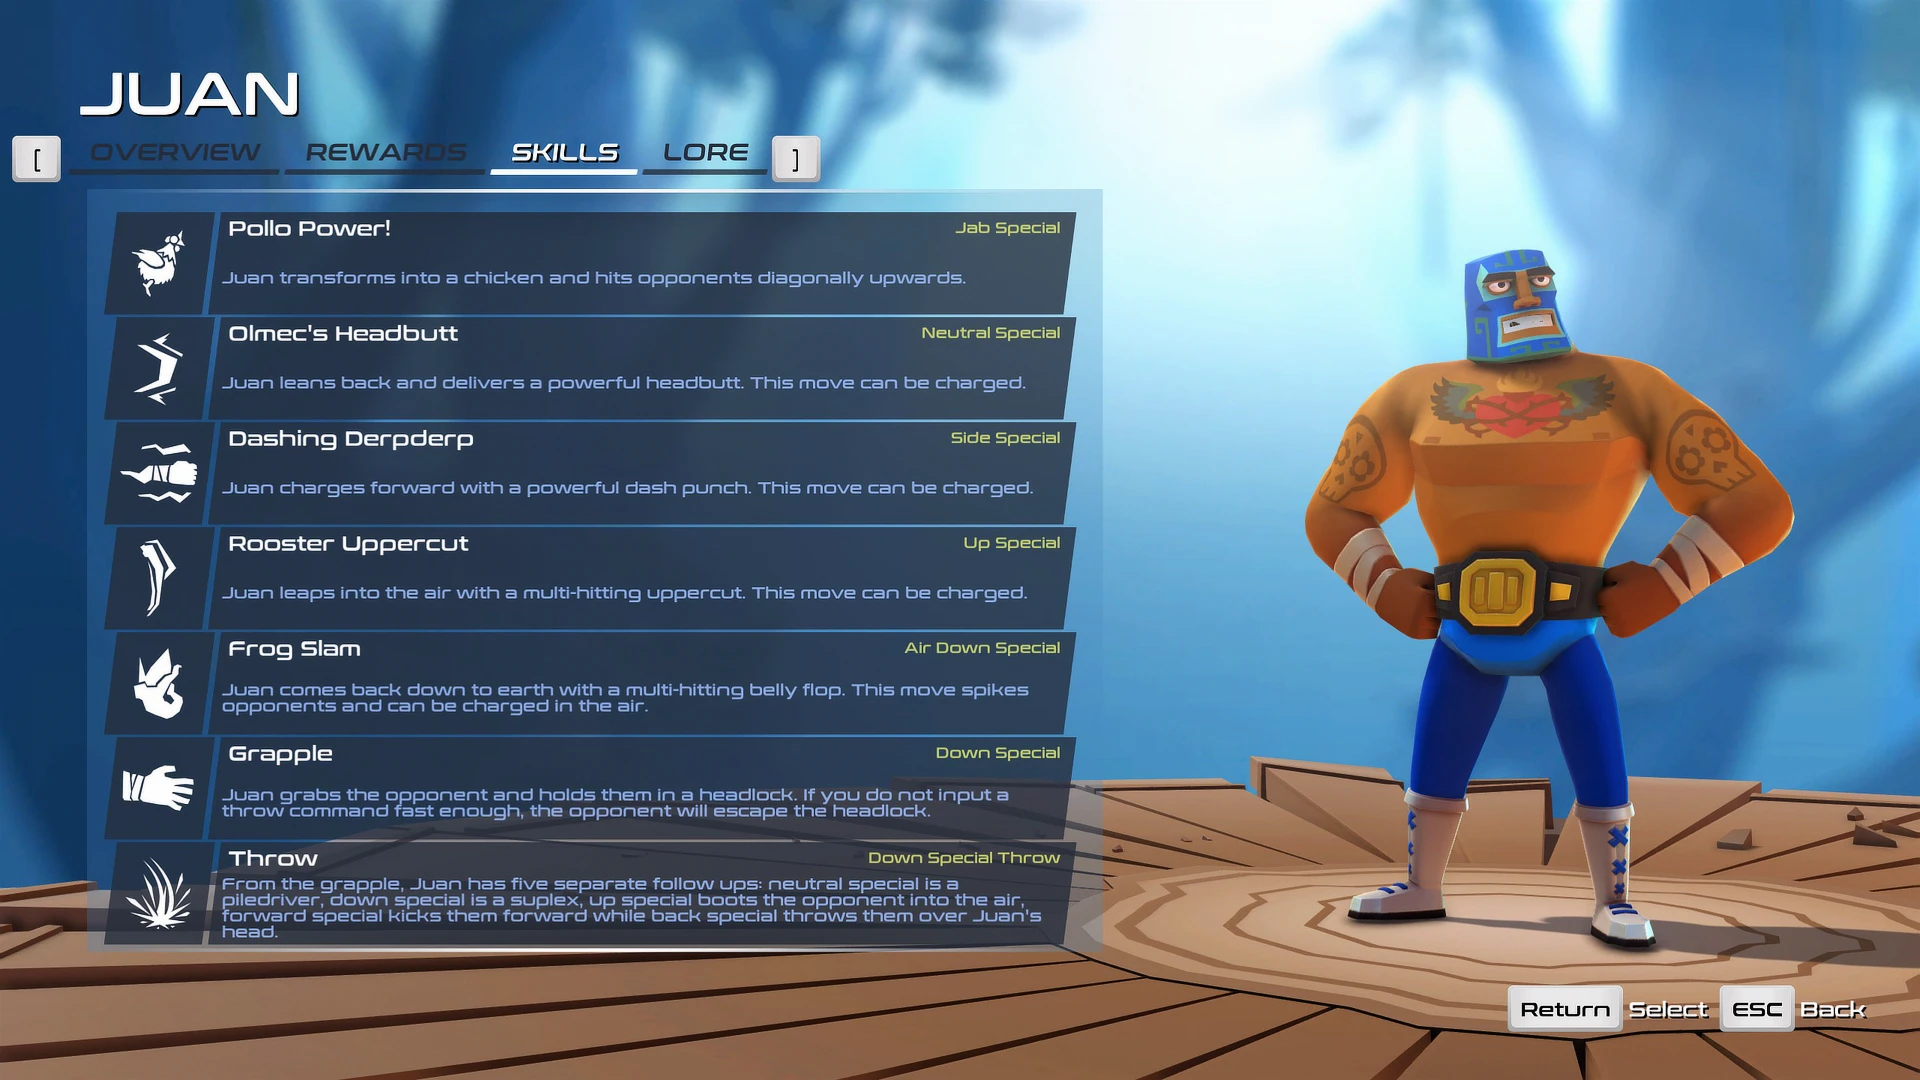 JUAN
[ OVERVIEW REWARDS SKILLS LORE ]
Pollo Power! Jab Special
Juan transforms into a chicken and hits opponents diagonally upwards.
Olmec's Headbutt Neutral Special
Juan leans back and delivers a powerful headbutt. This move can be charged.
Dashing Derpderp Side Special
Juan charges forward with a powerful dash punch. This move can be charged.
Rooster Uppercut Up Special
Juan leaps into the air with a multi-hitting uppercut. This move can be charged.
Frog Slam Air Down Special
Juan comes back down to earth with a multi-hitting belly flop. This move spikes
opponents and can be charged in the air.
Grapple Down Special
Juan grabs the opponent and holds them in a headlock. If you do not input a
throw command fast enough, the opponent will escape the headlock.
Throw Down Special Throw
From the grapple, Juan has five separate follow ups: neutral special is a
piledriver, down special is a suplex, up special boots the opponent into the air,
forward special kicks them forward while back special throws them over Juan's
head.
Return Select ESC Back